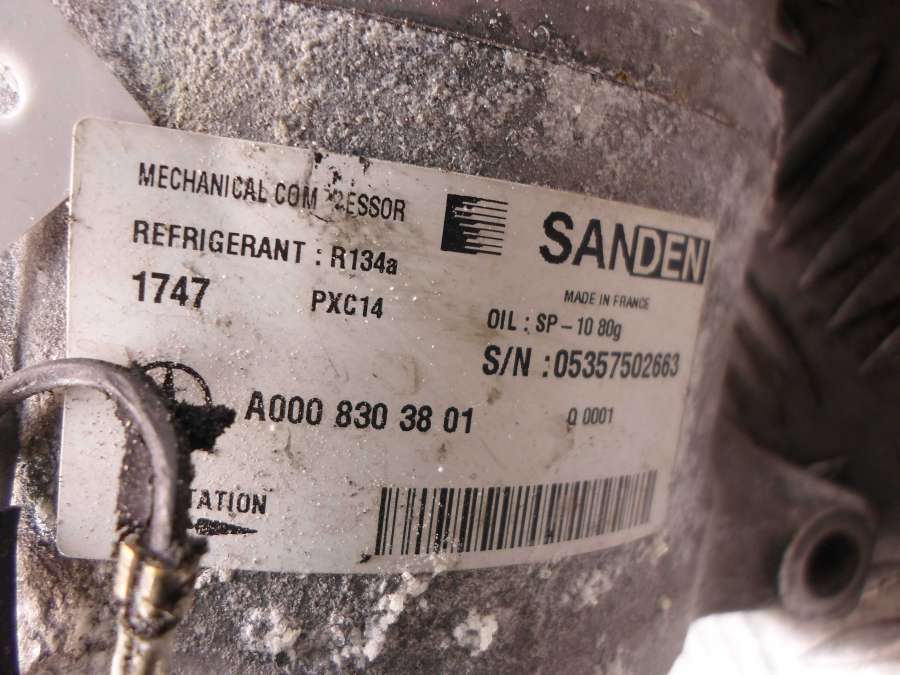 MECHANICAL COM
REFRIGERANT : R134a
1747 PXC14
SANDEN
MADE IN FRANCE
OIL : SP-10 80g
S/N : 05357502663
A000 830 38 01
Q 0001
TATION